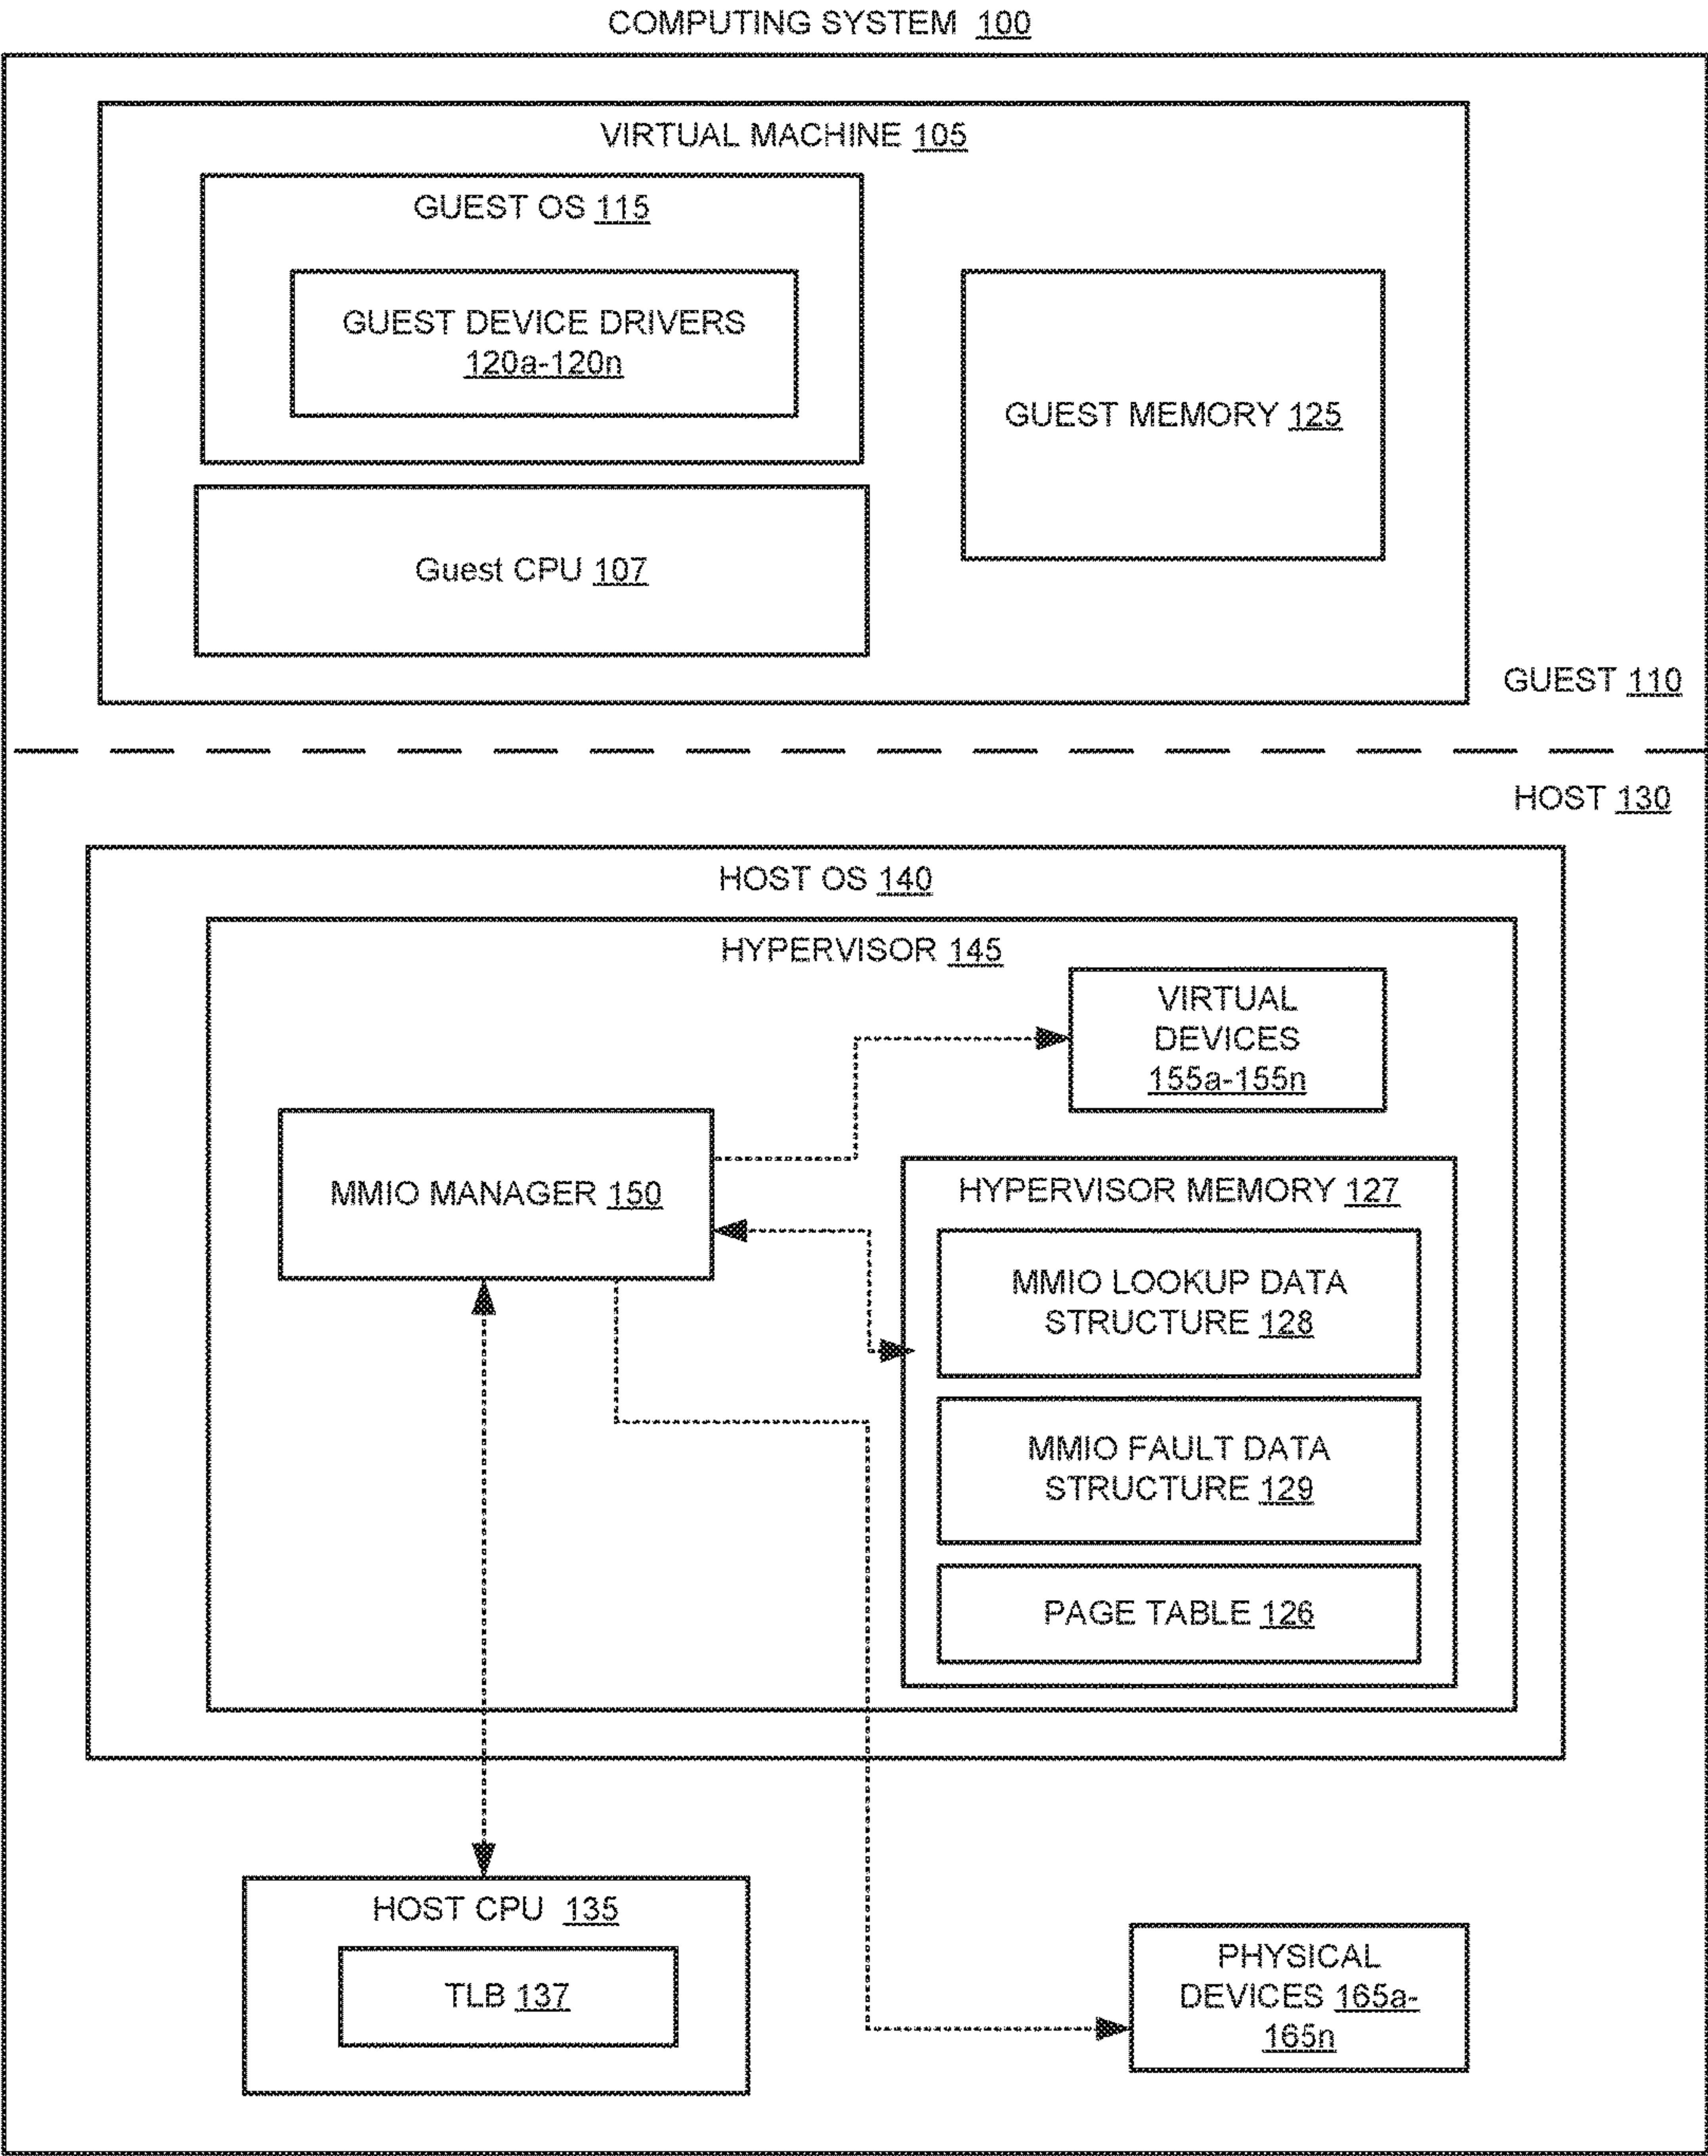 COMPUTING SYSTEM 100
VIRTUAL MACHINE 105
GUEST OS 115
GUEST DEVICE DRIVERS
120a-120n
GUEST MEMORY 125
Guest CPU 107
GUEST 110
HOST 130
HOST OS 140
HYPERVISOR 145
VIRTUAL
DEVICES
155a-155n
MMIO MANAGER 150
HYPERVISOR MEMORY 127
MMIO LOOKUP DATA
STRUCTURE 128
MMIO FAULT DATA
STRUCTURE 129
PAGE TABLE 126
HOST CPU 135
TLB 137
PHYSICAL
DEVICES 165a-
165n